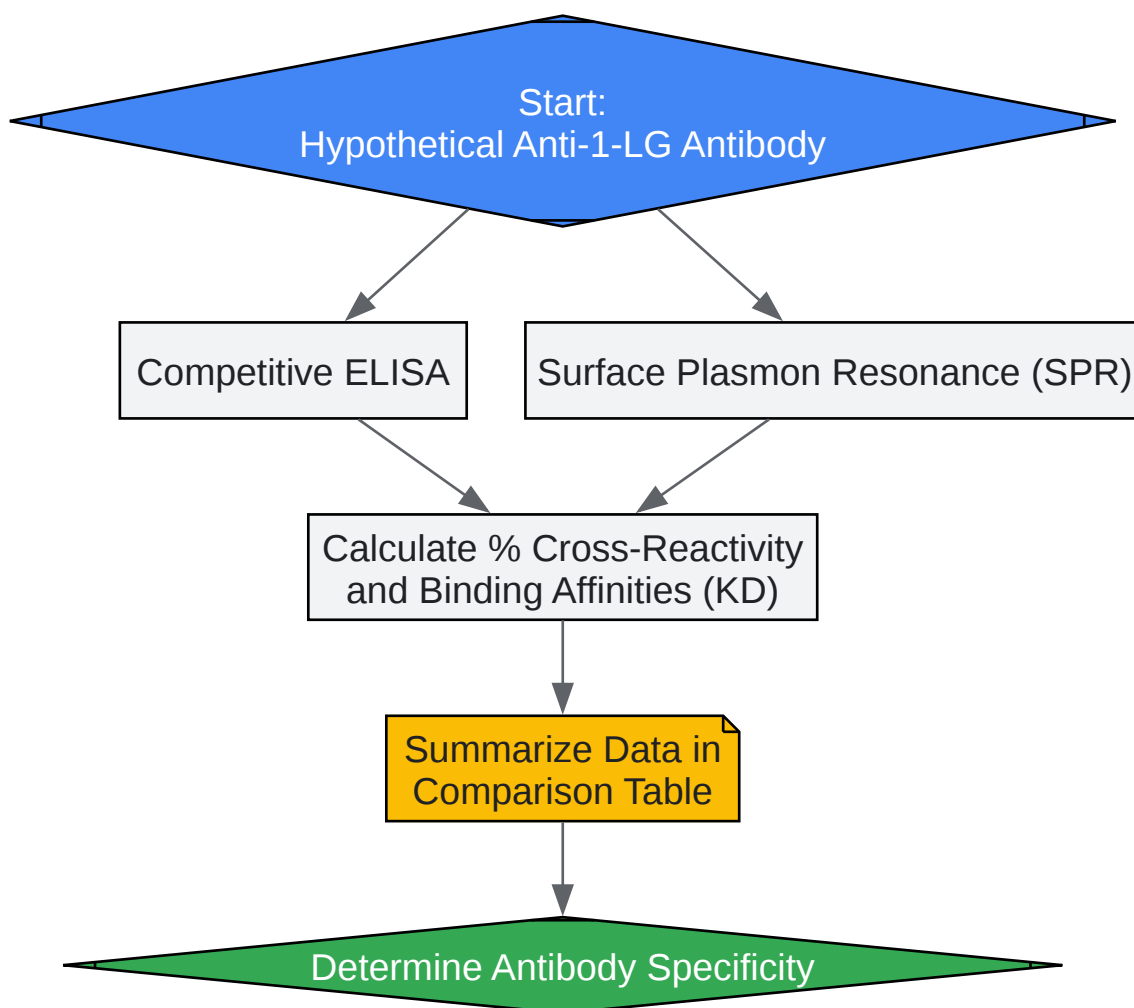 Start:
Hypothetical Anti-1-LG Antibody
Competitive ELISA
Surface Plasmon Resonance (SPR)
Calculate % Cross-Reactivity
and Binding Affinities (KD)
Summarize Data in
Comparison Table
Determine Antibody Specificity